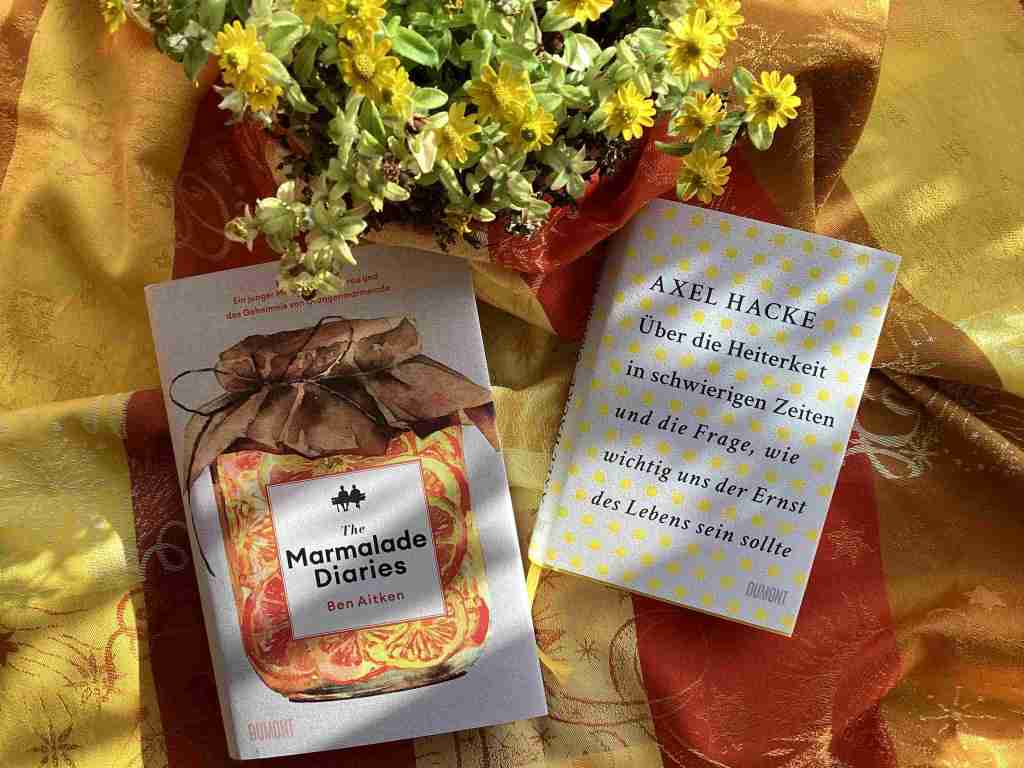 Ein junger
das Geheimnis von Orangenmarmelade
The
Marmalade
Diaries
Ben Aitken
DUMONT
AXEL HACKE
Über die Heiterkeit
in schwierigen Zeiten
und die Frage, wie
wichtig uns der Ernst
des Lebens sein sollte
DUMONT